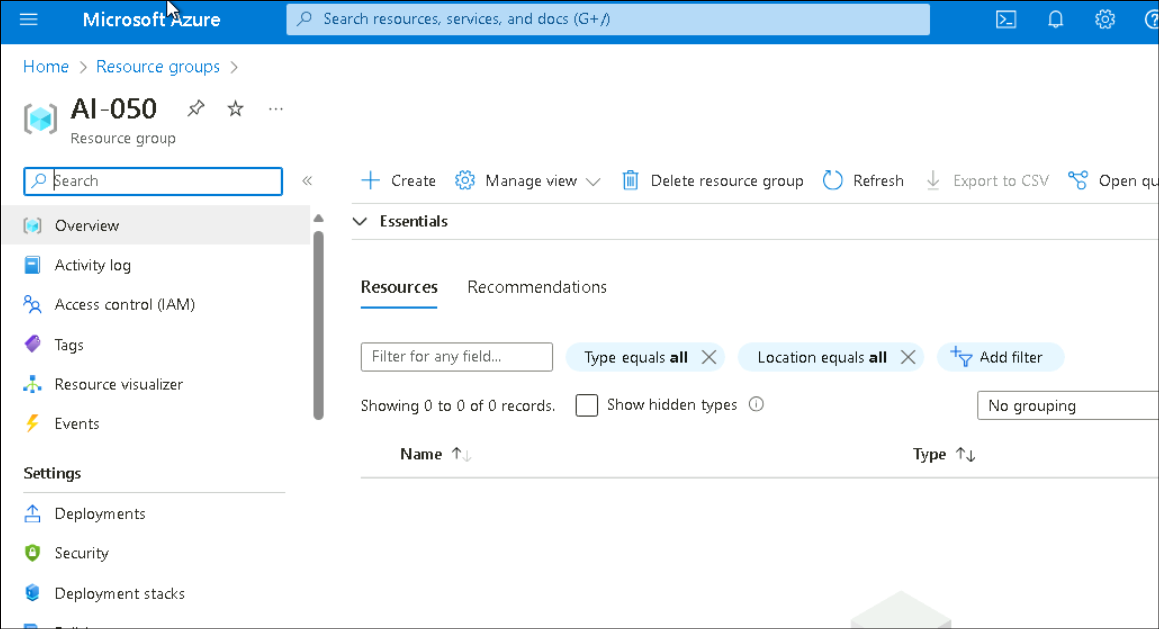 Microsoft Azure
Search resources, services, and docs (G+/)
Home > Resource groups >
AI-050
Resource group
Search
Overview
Activity log
Access control (IAM)
Tags
Resource visualizer
Events
Settings
Deployments
Security
Deployment stacks
+ Create Manage view Delete resource group Refresh Export to CSV Open qu
Essentials
Resources Recommendations
Filter for any field... Type equals all Location equals all Add filter
Showing 0 to 0 of 0 records. Show hidden types No grouping
Name ↑↓ Type ↑↓